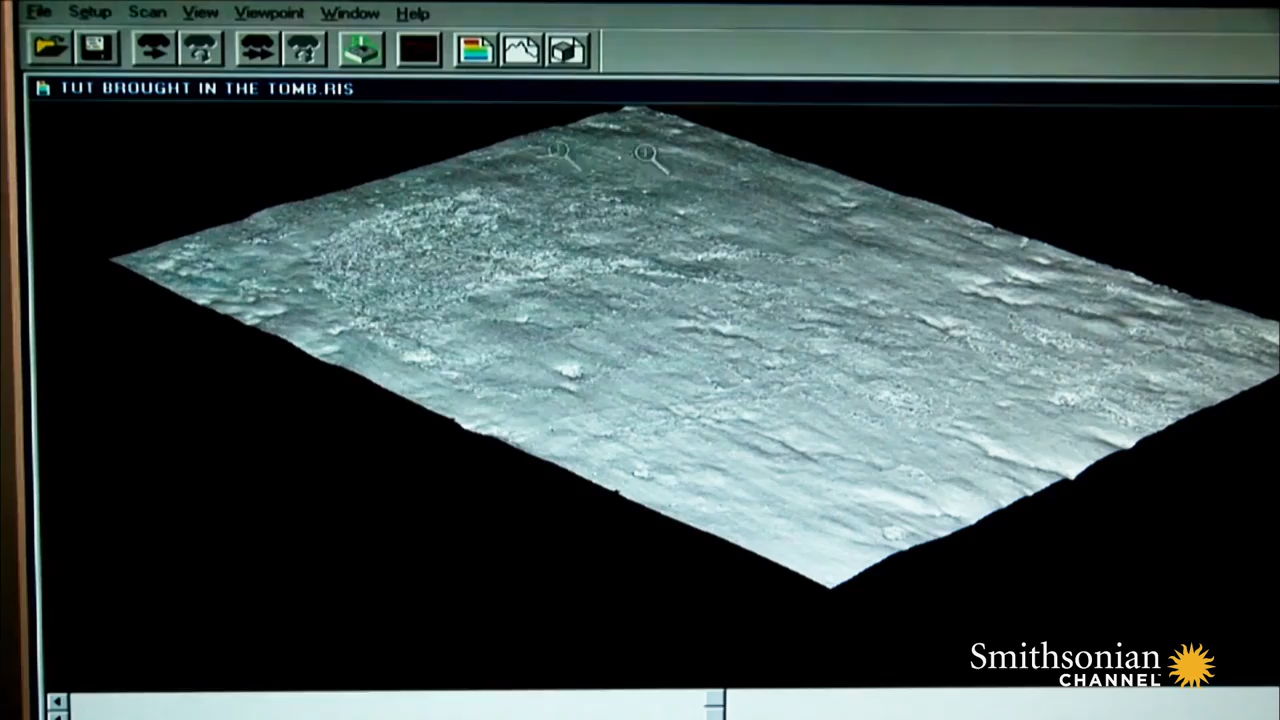 File Setup Scan View Viewpoint Window Help
TUT BROUGHT IN THE TOMB.RIS
Smithsonian
CHANNEL